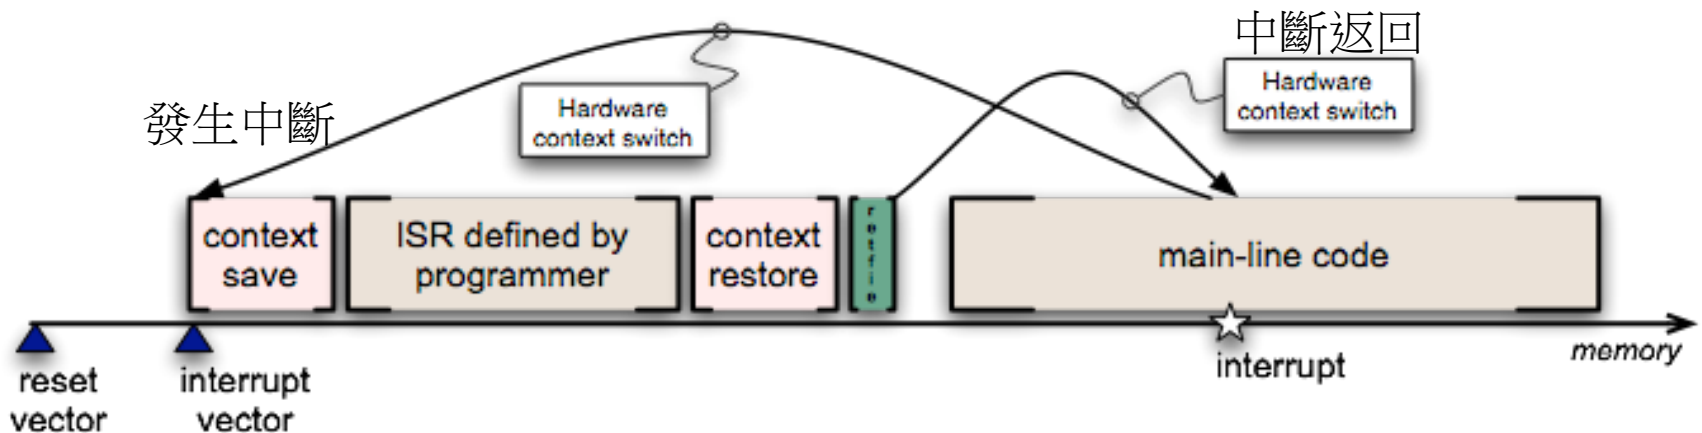 中斷返回
Hardware
context switch
Hardware
context switch
發生中斷
context
save
ISR defined by
programmer
context
restore
retfie
main-line code
interrupt
memory
reset
vector
interrupt
vector